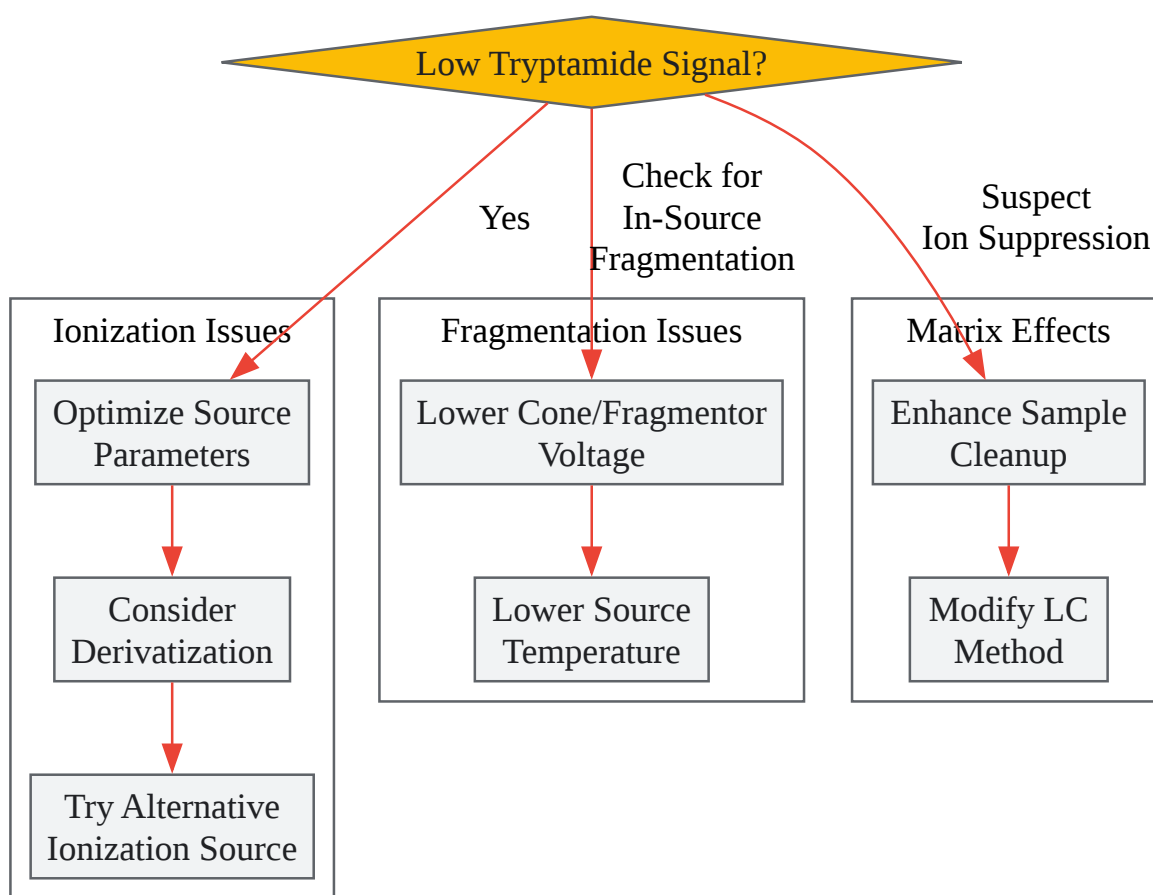 Low Tryptamide Signal?
Yes
Check for
In-Source
Fragmentation
Suspect
Ion Suppression
Ionization Issues
Optimize Source
Parameters
Consider
Derivatization
Try Alternative
Ionization Source
Fragmentation Issues
Lower Cone/Fragmentor
Voltage
Lower Source
Temperature
Matrix Effects
Enhance Sample
Cleanup
Modify LC
Method